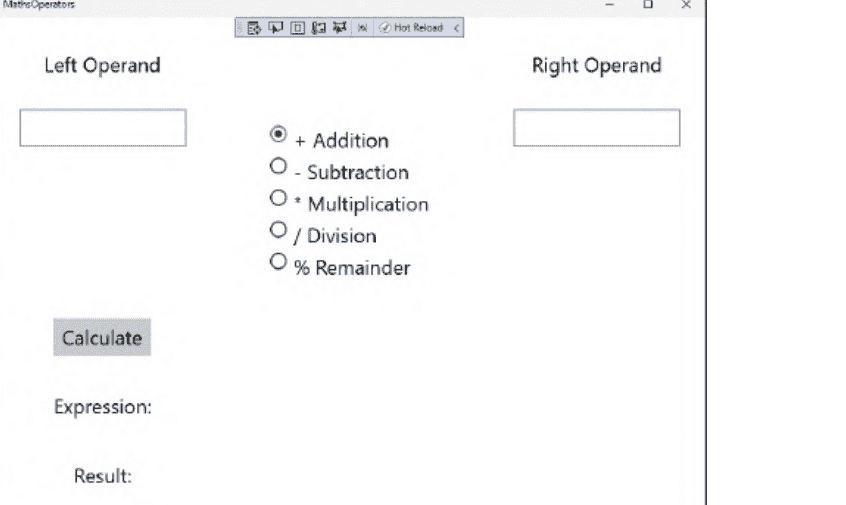 MathsOperators
Hot Reload
Left Operand
Right Operand
+ Addition
- Subtraction
* Multiplication
/ Division
% Remainder
Calculate
Expression:
Result: